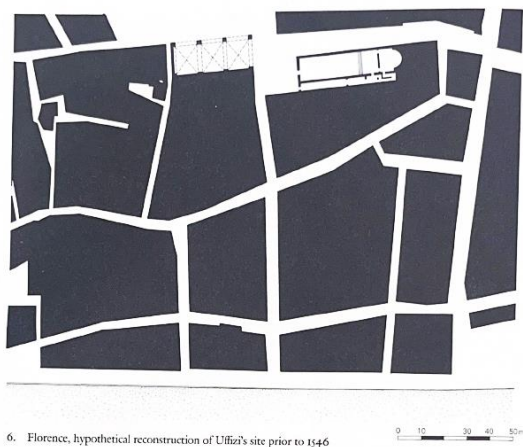 6. Florence, hypothetical reconstruction of Uffizi's site prior to 1546
0 10 30 40 50m